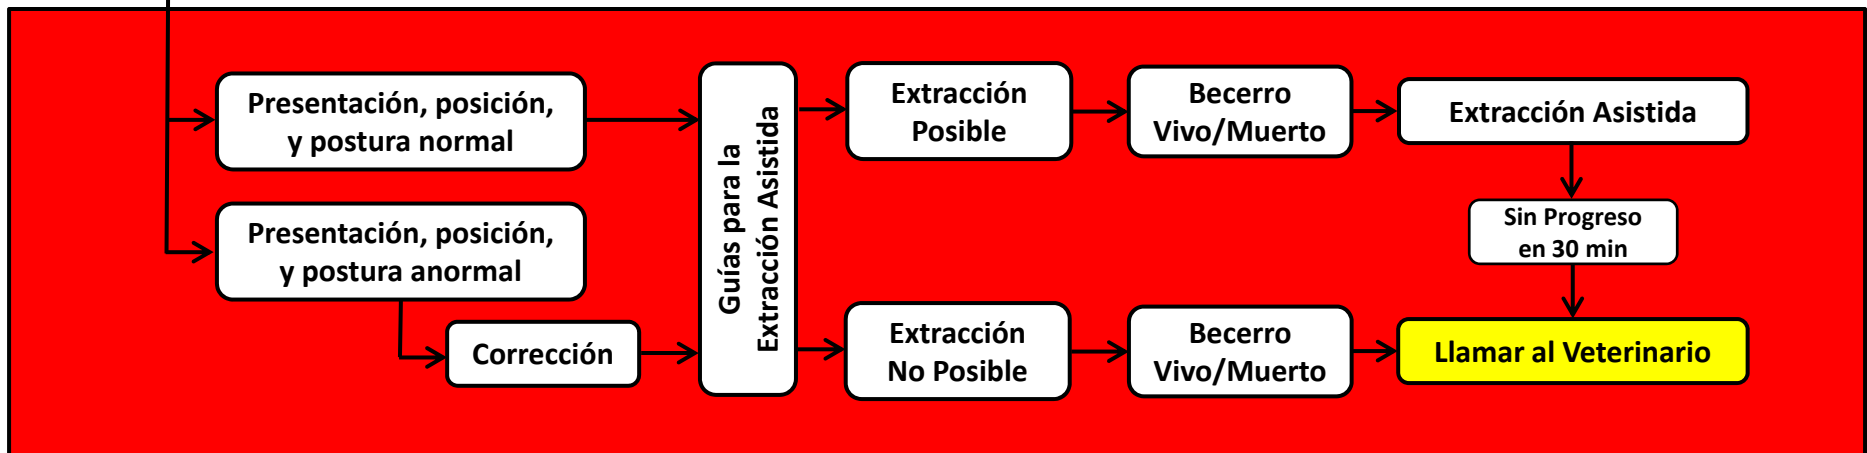 Presentación, posición,
y postura normal
Presentación, posición,
y postura anormal
Corrección
Guías para la
Extracción Asistida
Extracción
Posible
Becerro
Vivo/Muerto
Extracción Asistida
Sin Progreso
en 30 min
Extracción
No Posible
Becerro
Vivo/Muerto
Llamar al Veterinario